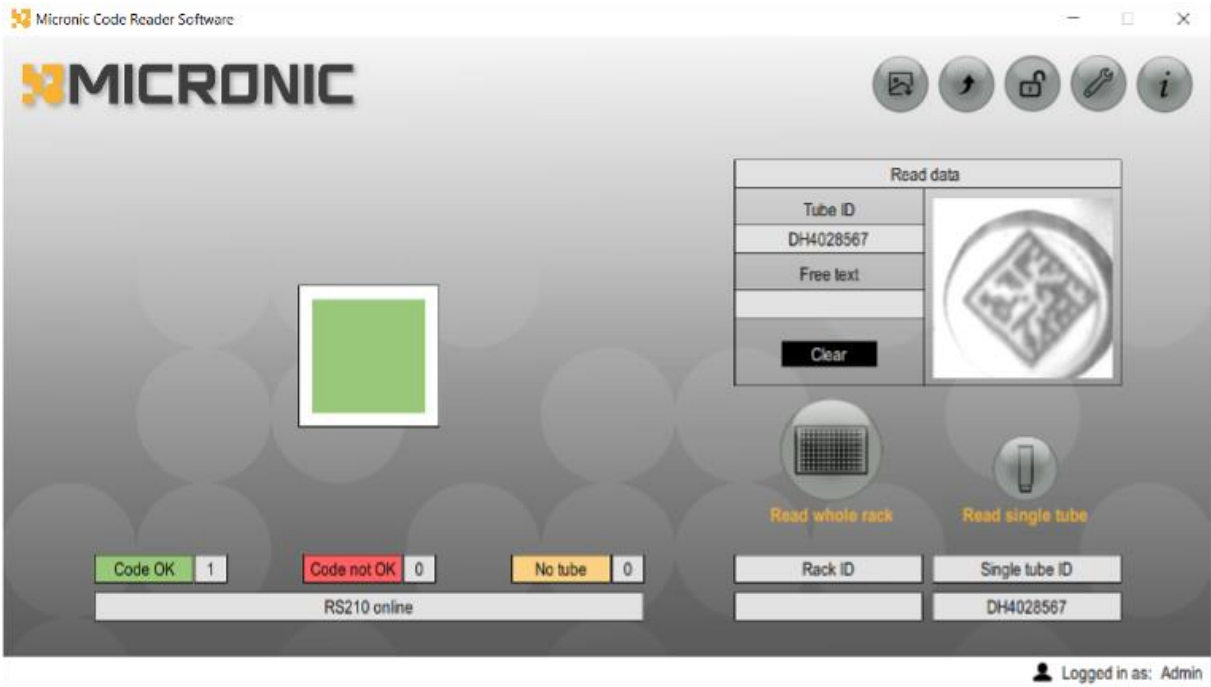 Micronic Code Reader Software
MICRONIC
i
Read data
Tube ID
DH4028567
Free text
Clear
Read whole rack
Read single tube
Code OK 1
Code not OK 0
No tube 0
Rack ID
Single tube ID
RS210 online
DH4028567
Logged in as: Admin